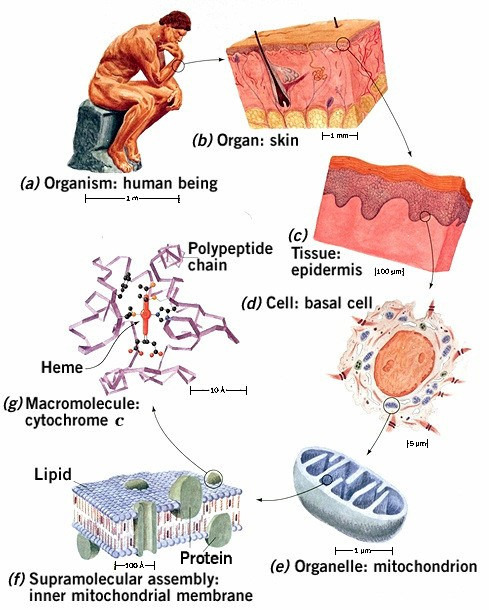 (a) Organism: human being
1 m
(b) Organ: skin
1 mm
(c)
Tissue:
epidermis
100 μm
(d) Cell: basal cell
5 μm
(e) Organelle: mitochondrion
1 μm
Lipid
Protein
100 Å
(f) Supramolecular assembly:
inner mitochondrial membrane
Polypeptide
chain
Heme
10 Å
(g) Macromolecule:
cytochrome c